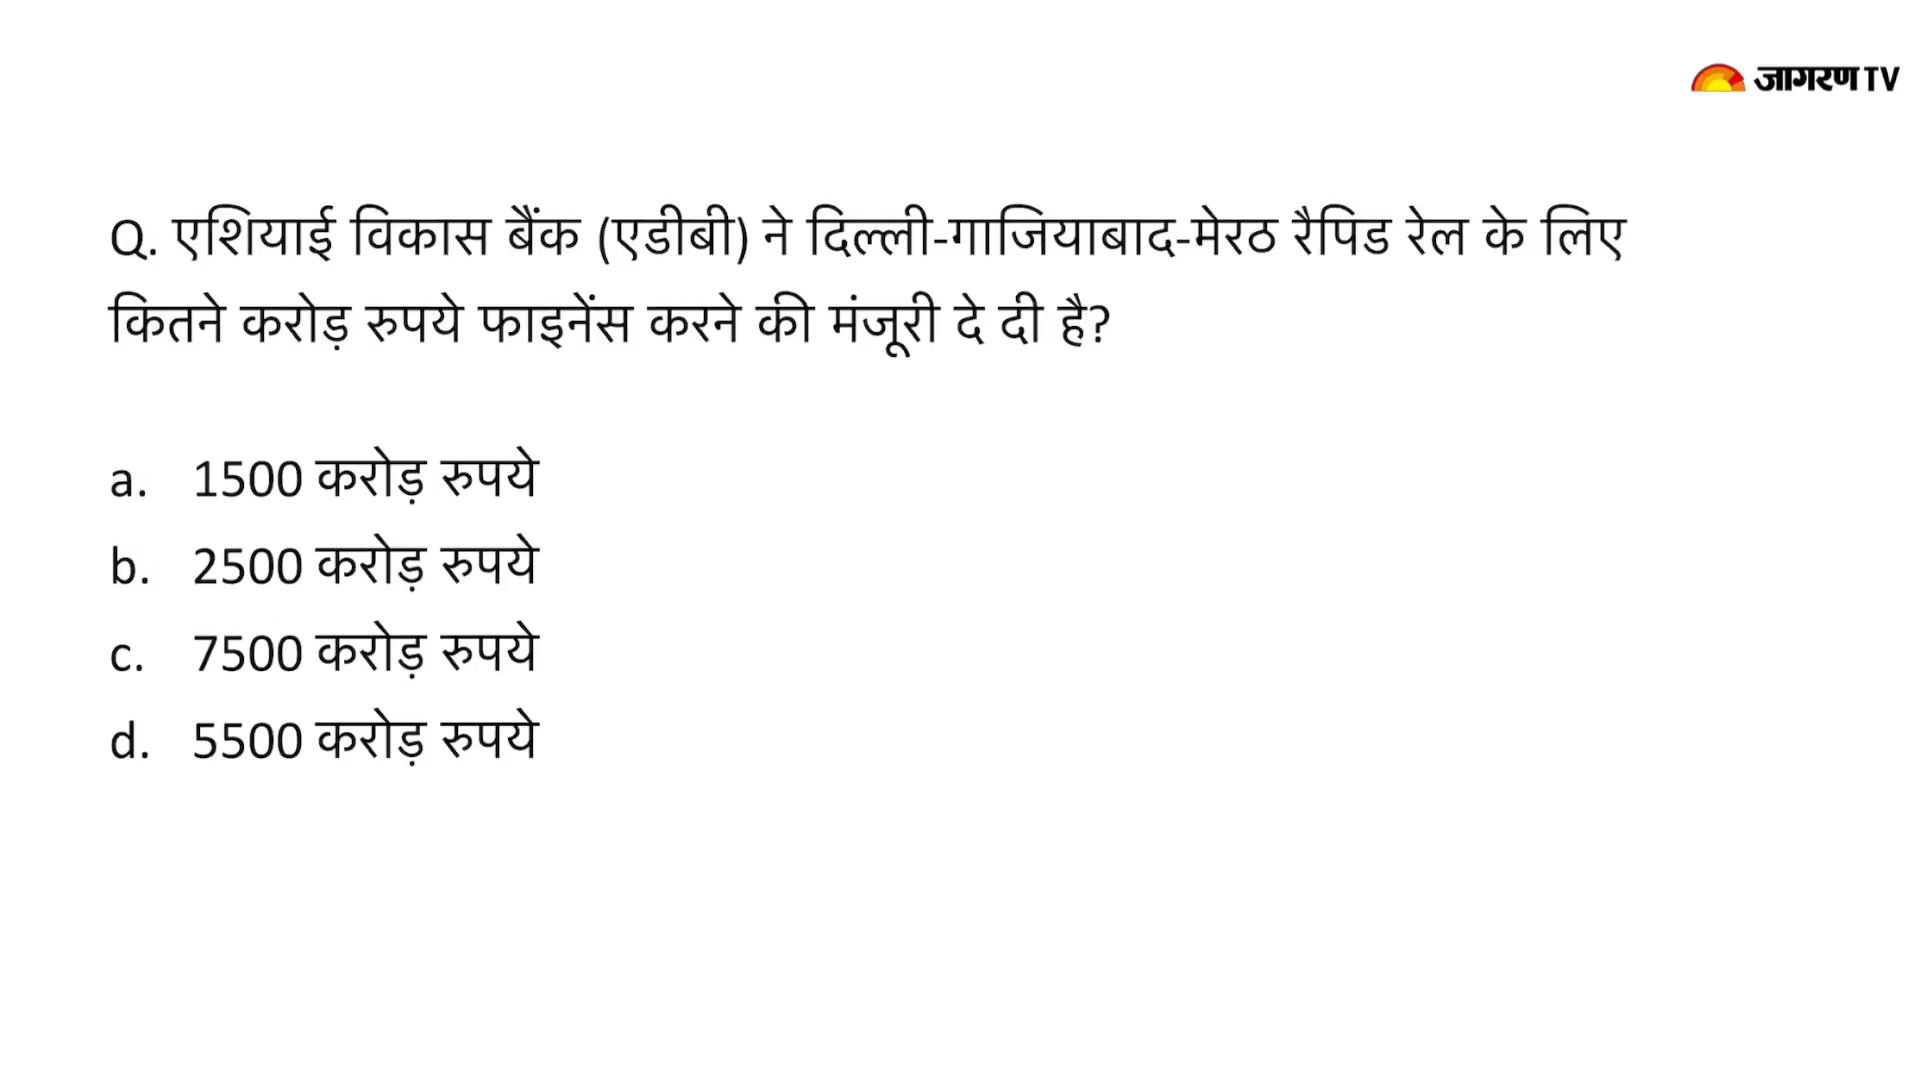 जागरण TV
Q. एशियाई विकास बैंक (एडीबी) ने दिल्ली-गाजियाबाद-मेरठ रैपिड रेल के लिए
कितने करोड़ रुपये फाइनेंस करने की मंजूरी दे दी है?
a. 1500 करोड़ रुपये
b. 2500 करोड़ रुपये
c. 7500 करोड़ रुपये
d. 5500 करोड़ रुपये